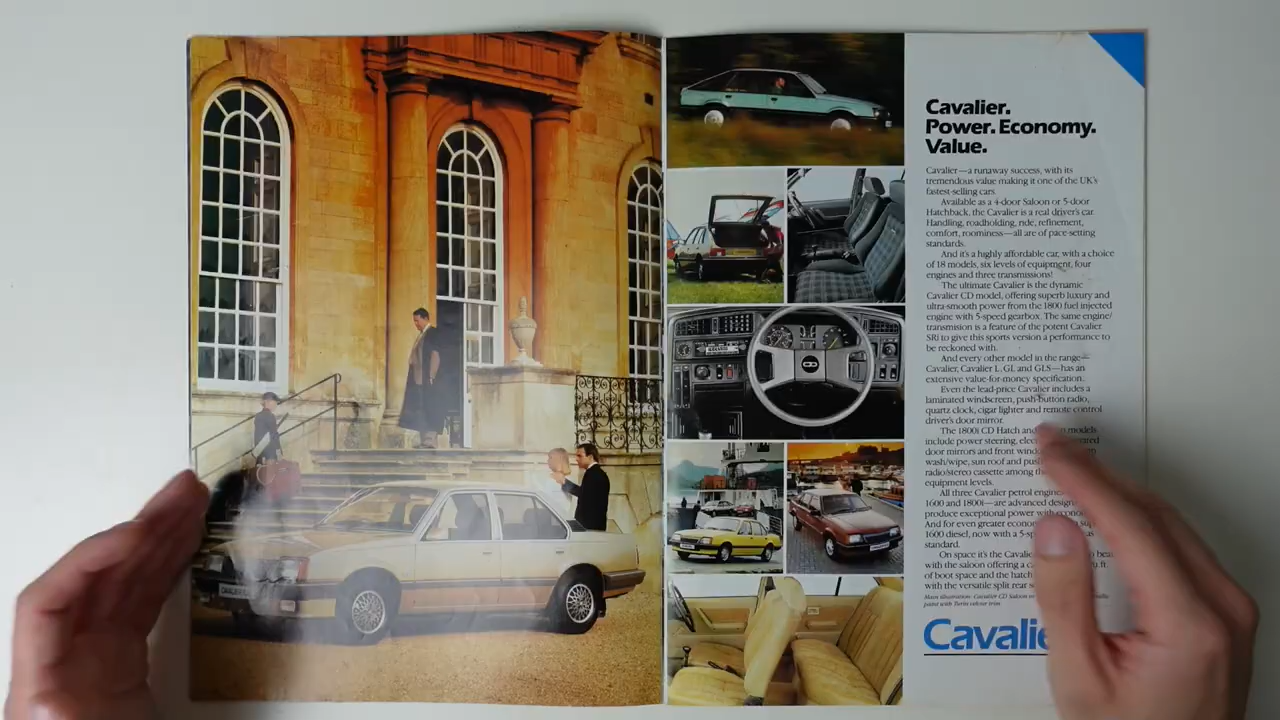 Cavalier.
Power. Economy.
Value.
Cavalier—a runaway success, with its
tremendous value making it one of the UK's
fastest-selling cars.
Available as a 4-door Saloon or 5-door
Hatchback, the Cavalier is a real driver's car.
Handling, roadholding, ride, refinement,
comfort, roominess—all are of pace-setting
standards.
And it's a highly affordable car, with a choice
of 18 models, six levels of equipment, four
engines and three transmissions!
The ultimate Cavalier is the dynamic
Cavalier CD model, offering superb luxury and
ultra-smooth power from the 1800 fuel injected
engine with 5-speed gearbox. The same engine/
transmission is a feature of the potent Cavalier
SRi to give this sports version a performance to
be reckoned with.
And every other model in the range—
Cavalier, Cavalier L, GL and GLS—has an
extensive value-for-money specification.
Even the lead-price Cavalier includes a
laminated windscreen, push-button radio,
quartz clock, cigar lighter and remote control
driver's door mirror.
The 1800i CD Hatch and models
include power steering,
door mirrors and front
wash/wipe, sun roof and
radio/stereo cassette among
equipment levels.
All three Cavalier petrol
1600 and 1800i—are advanced
produce exceptional power with
And for even greater
1600 diesel, now with a as
standard.
On space it's the
with the saloon offering a
of boot space and the hatch
with the versatile split rear
Main illustration: Cavalier CD Saloon
paint with
Cavalie